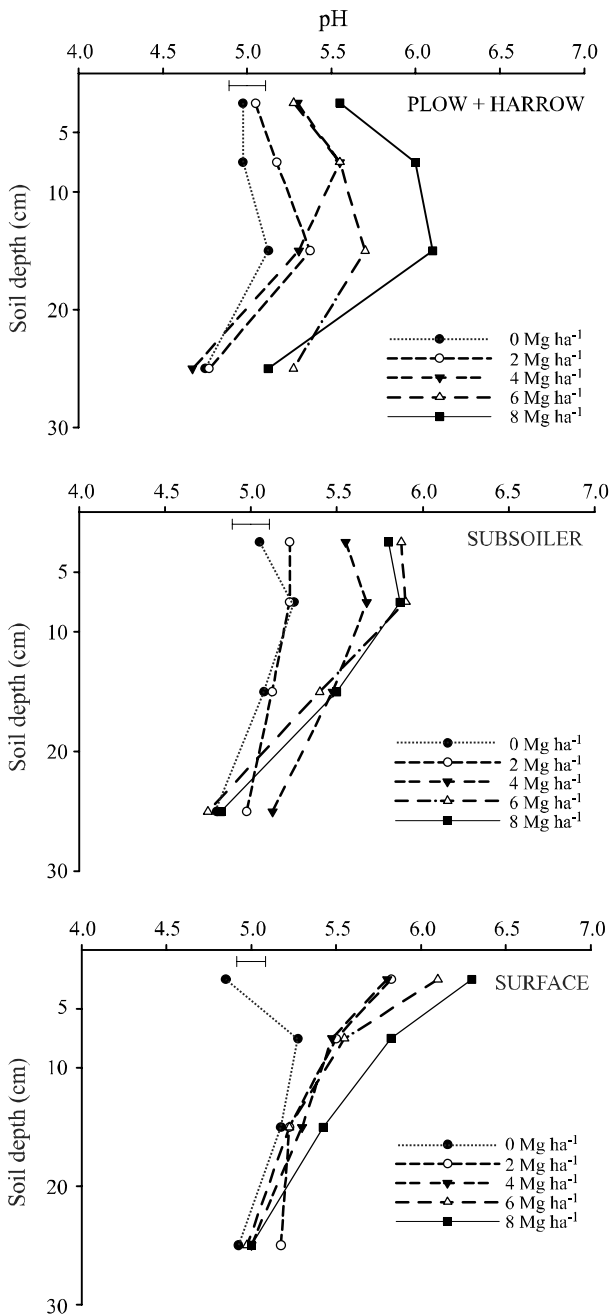 pH
4.0 4.5 5.0 5.5 6.0 6.5 7.0
PLOW + HARROW
5
10
20
30
Soil depth (cm)
0 Mg ha⁻¹
2 Mg ha⁻¹
4 Mg ha⁻¹
6 Mg ha⁻¹
8 Mg ha⁻¹
4.0 4.5 5.0 5.5 6.0 6.5 7.0
SUBSOILER
5
10
20
30
Soil depth (cm)
0 Mg ha⁻¹
2 Mg ha⁻¹
4 Mg ha⁻¹
6 Mg ha⁻¹
8 Mg ha⁻¹
4.0 4.5 5.0 5.5 6.0 6.5 7.0
SURFACE
5
10
20
30
Soil depth (cm)
0 Mg ha⁻¹
2 Mg ha⁻¹
4 Mg ha⁻¹
6 Mg ha⁻¹
8 Mg ha⁻¹